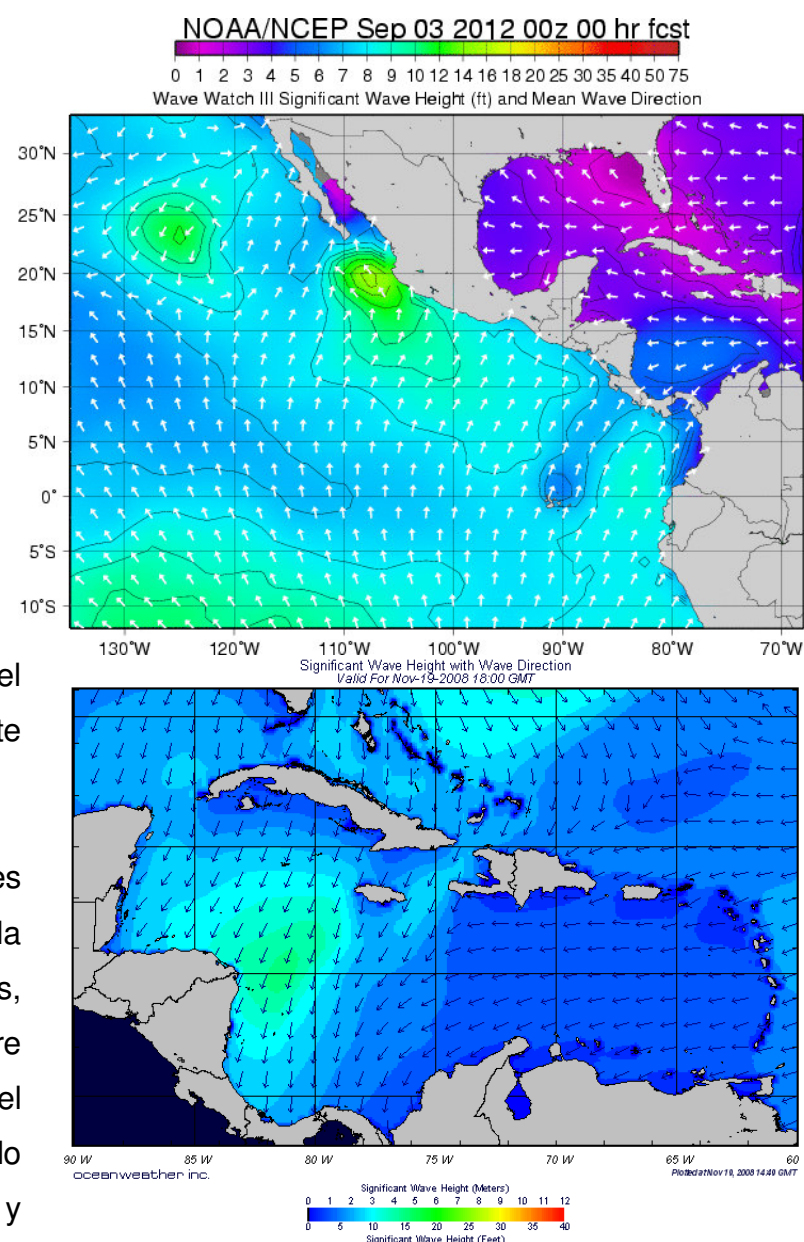 NOAA/NCEP Sep 03 2012 00z 00 hr fcst
0 1 2 3 4 5 6 7 8 9 10 12 14 16 18 20 25 30 35 40 50 75
Wave Watch III Significant Wave Height (ft) and Mean Wave Direction
30°N
25°N
20°N
15°N
10°N
5°N
0°
5°S
10°S
130°W 120°W 110°W 100°W 90°W 80°W 70°W
Significant Wave Height with Wave Direction
Valid For Nov-19-2008 18:00 GMT
el
te
es
la
s,
re
el
lo
y
90 W 85 W 80 W 75 W 70 W 65 W 60
oceanweather inc.
Plotted at Nov 19, 2008 14:49 GMT
Significant Wave Height (Meters)
0 1 2 3 4 5 6 7 8 9 10 11 12
0 5 10 15 20 25 30 35 40
Significant Wave Height (Feet)